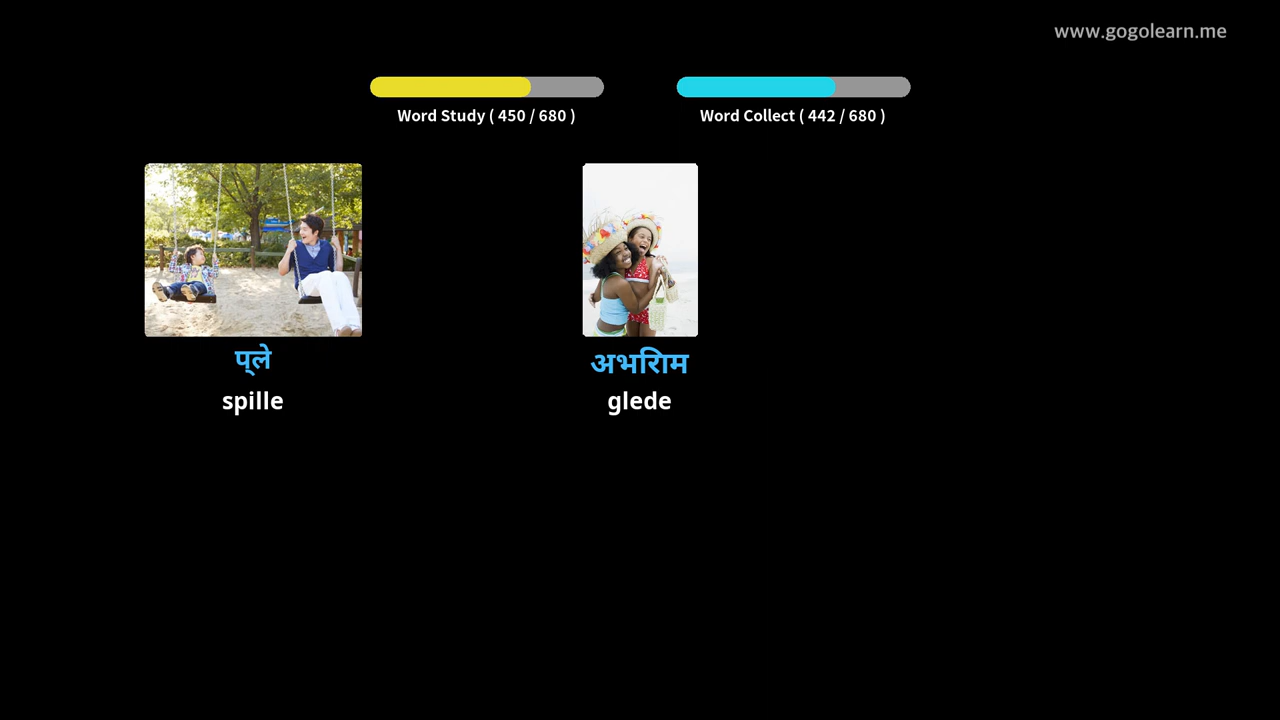 www.gogolearn.me
Word Study ( 450 / 680 )
Word Collect ( 442 / 680 )
प्ले
अभिराम
spille
glede